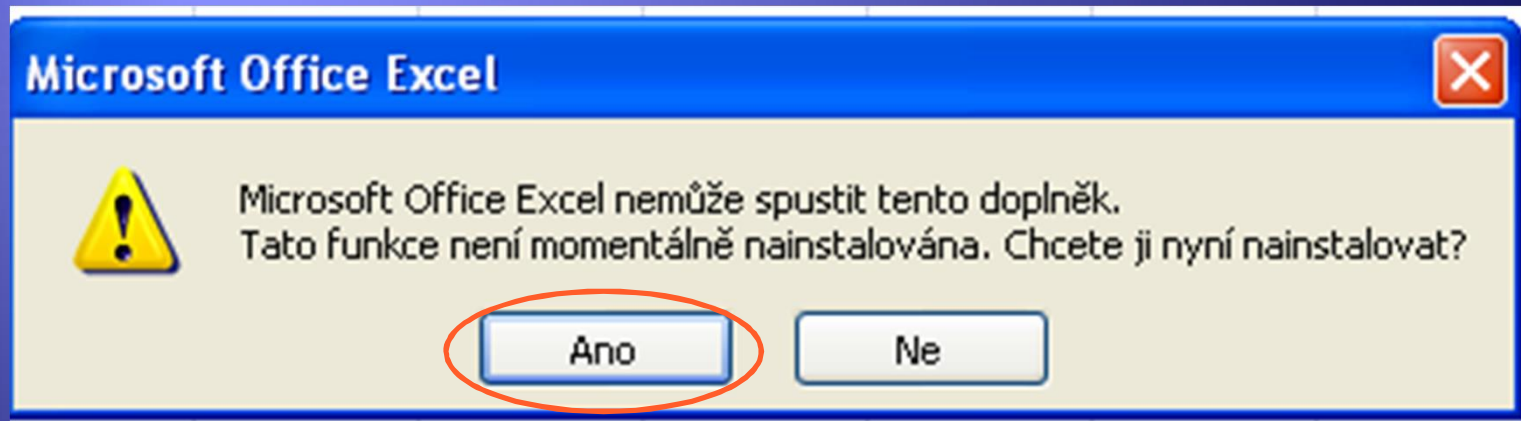 Microsoft Office Excel
Microsoft Office Excel nemůže spustit tento doplněk.
Tato funkce není momentálně nainstalována. Chcete ji nyní nainstalovat?
Ano
Ne